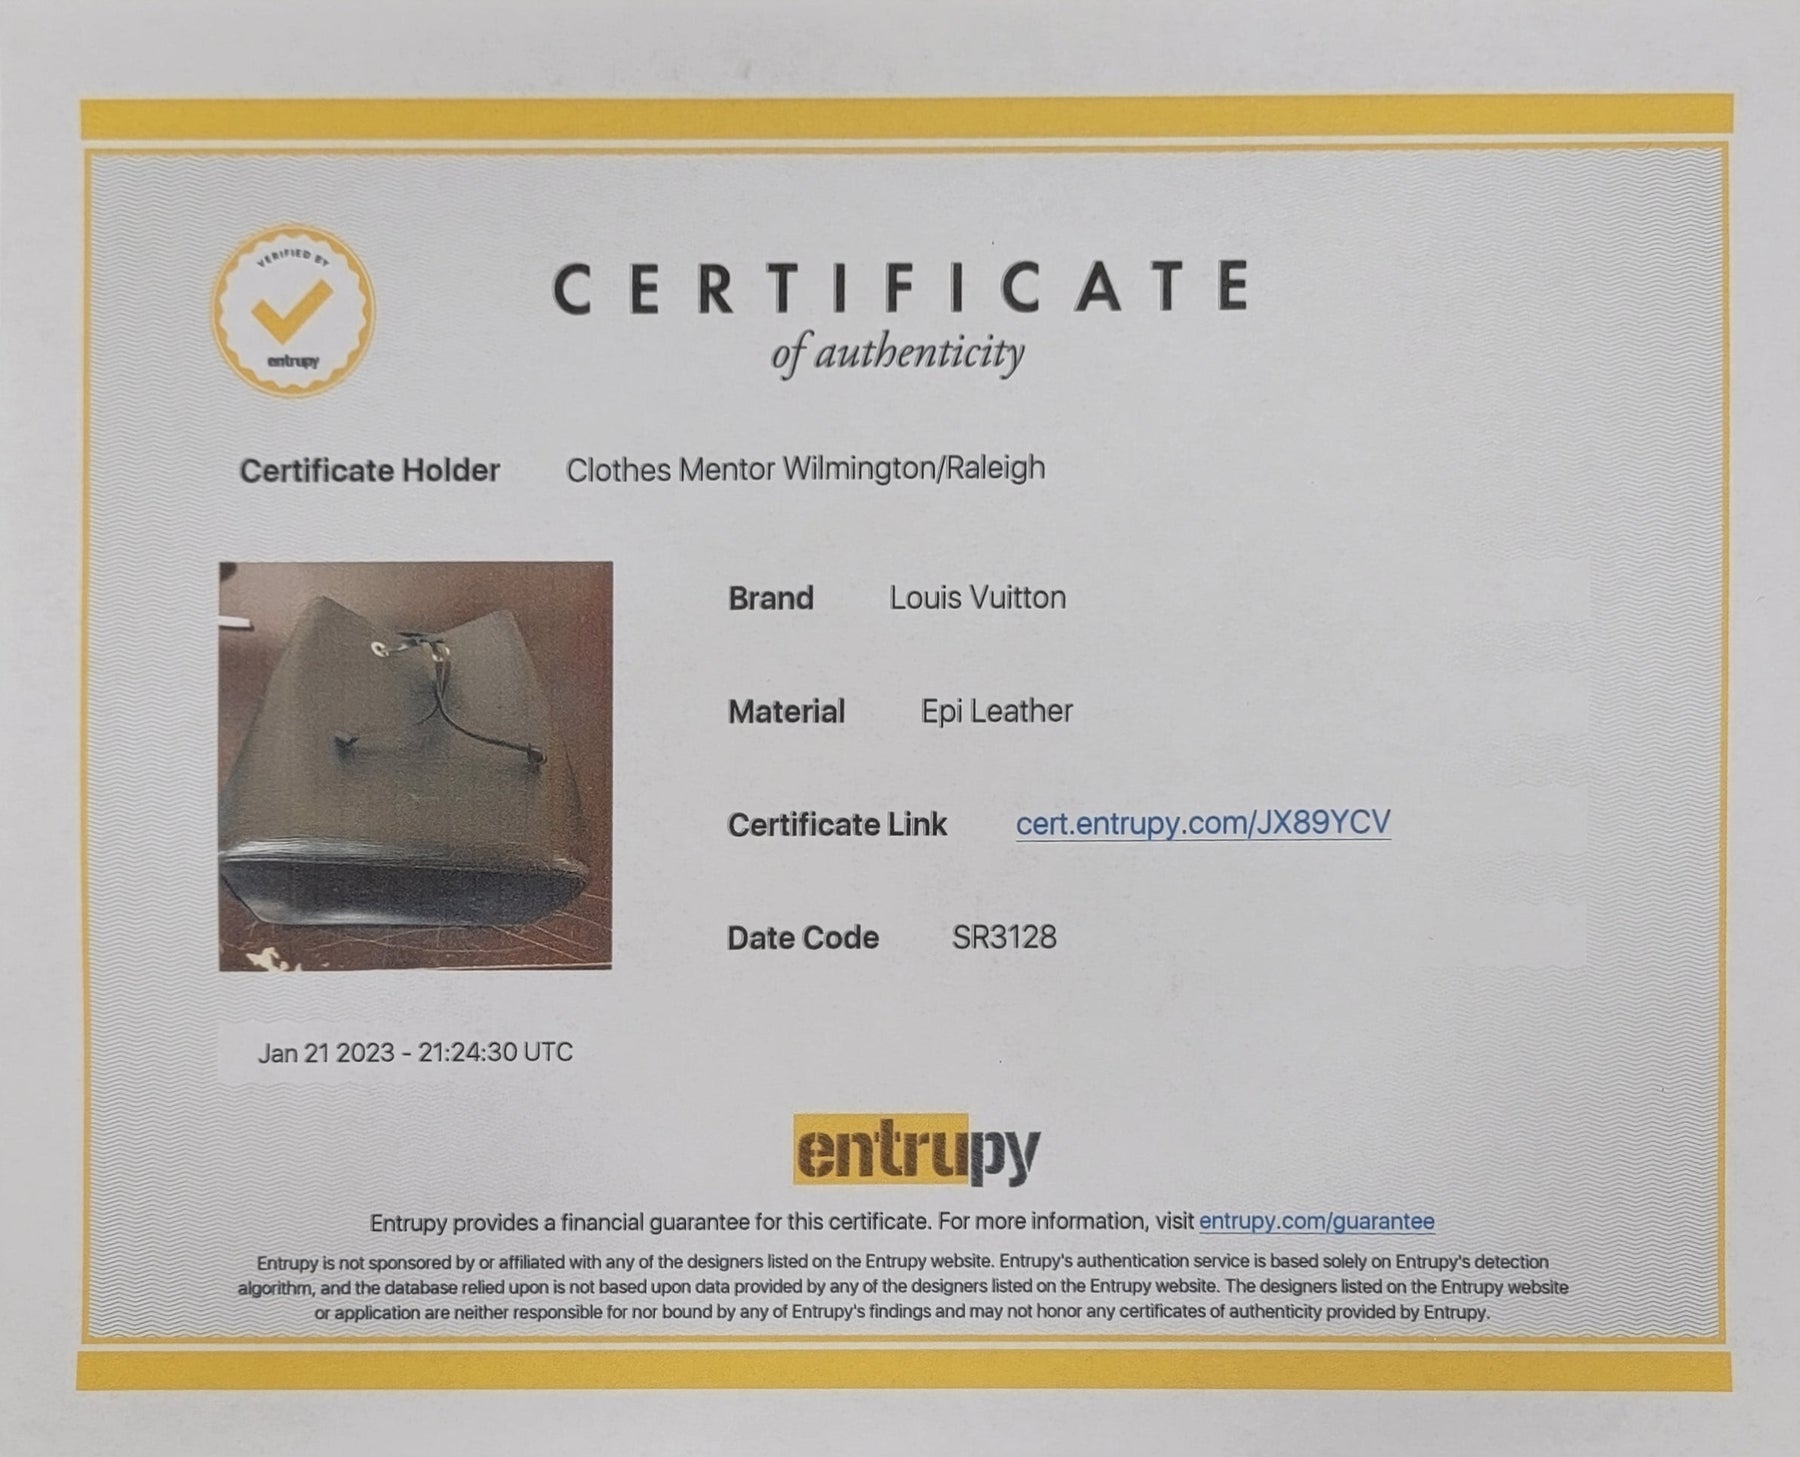 VERIFIED BY
entrupy
CERTIFICATE
of authenticity
Certificate Holder Clothes Mentor Wilmington/Raleigh
Brand Louis Vuitton
Material Epi Leather
Certificate Link cert.entrupy.com/JX89YCV
Date Code SR3128
Jan 21 2023 - 21:24:30 UTC
entrupy
Entrupy provides a financial guarantee for this certificate. For more information, visit entrupy.com/guarantee
Entrupy is not sponsored by or affiliated with any of the designers listed on the Entrupy website. Entrupy's authentication service is based solely on Entrupy's detection
algorithm, and the database relied upon is not based upon data provided by any of the designers listed on the Entrupy website. The designers listed on the Entrupy website
or application are neither responsible for nor bound by any of Entrupy's findings and may not honor any certificates of authenticity provided by Entrupy.